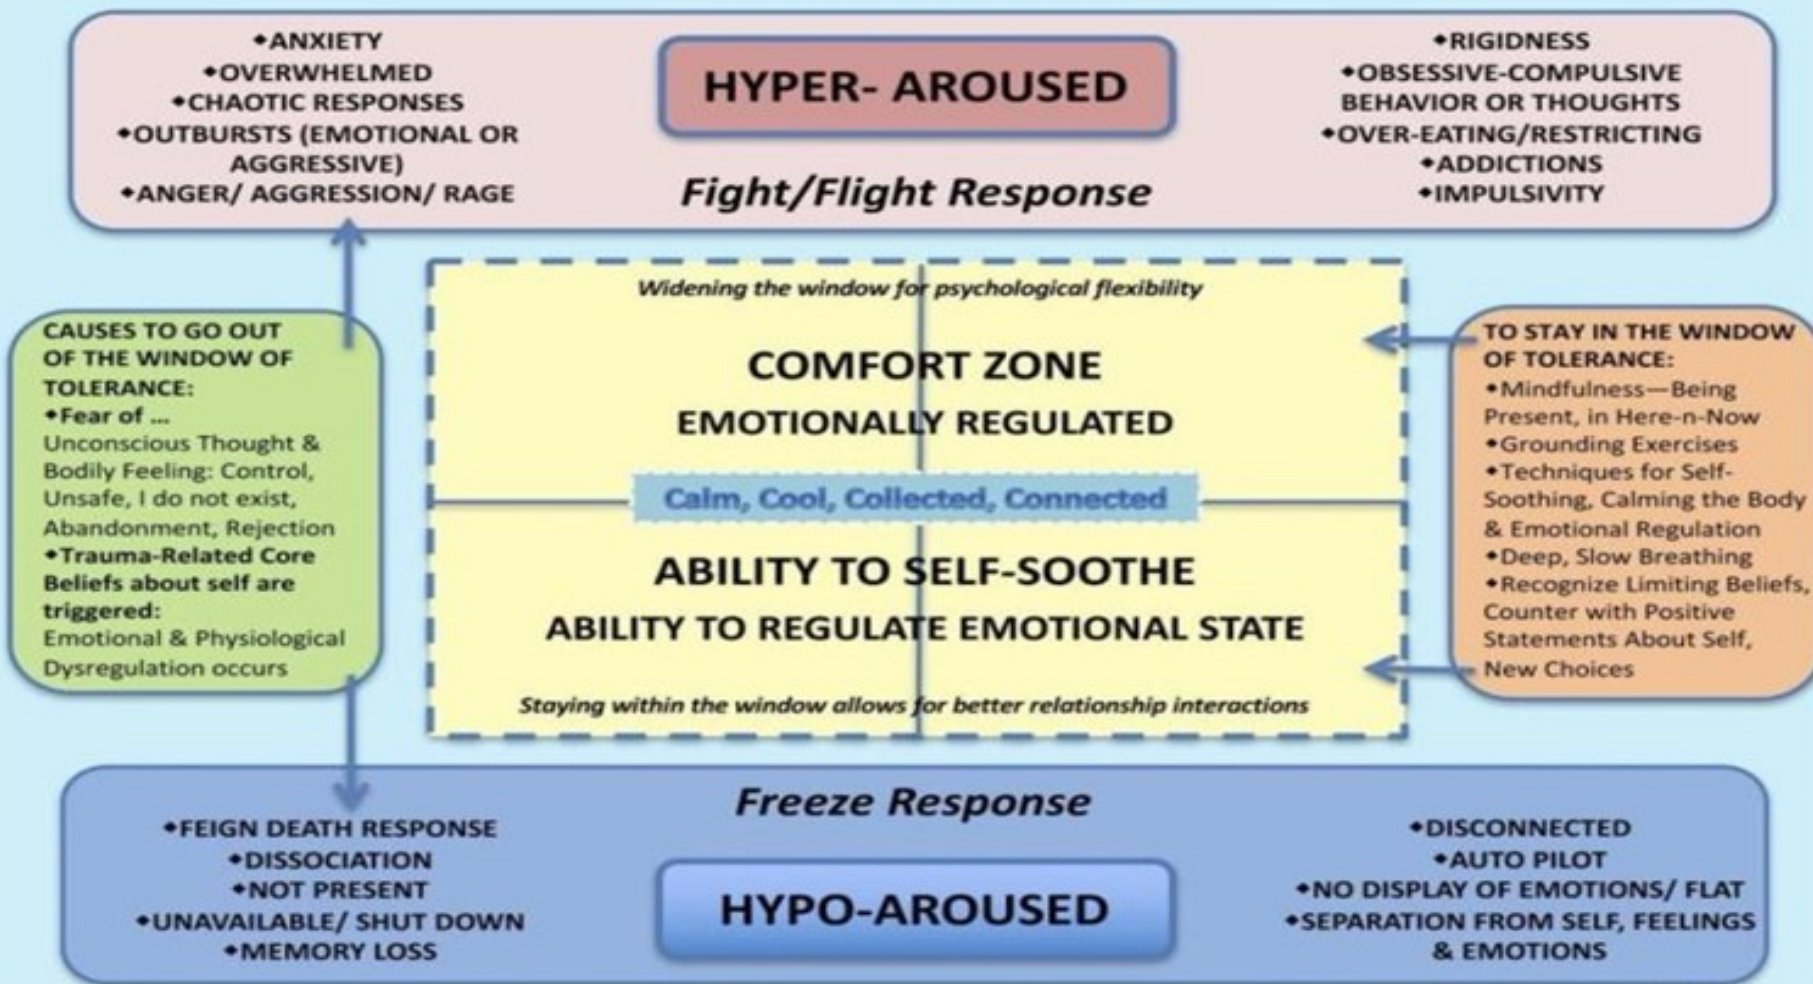 ◆ANXIETY
◆OVERWHELMED
◆CHAOTIC RESPONSES
◆OUTBURSTS (EMOTIONAL OR
AGGRESSIVE)
◆ANGER/ AGGRESSION/ RAGE
HYPER- AROUSED
Fight/Flight Response
◆RIGIDNESS
◆OBSESSIVE-COMPULSIVE
BEHAVIOR OR THOUGHTS
◆OVER-EATING/RESTRICTING
◆ADDICTIONS
◆IMPULSIVITY
CAUSES TO GO OUT
OF THE WINDOW OF
TOLERANCE:
◆Fear of ...
Unconscious Thought &
Bodily Feeling: Control,
Unsafe, I do not exist,
Abandonment, Rejection
◆Trauma-Related Core
Beliefs about self are
triggered:
Emotional & Physiological
Dysregulation occurs
Widening the window for psychological flexibility
COMFORT ZONE
EMOTIONALLY REGULATED
Calm, Cool, Collected, Connected
ABILITY TO SELF-SOOTHE
ABILITY TO REGULATE EMOTIONAL STATE
Staying within the window allows for better relationship interactions
TO STAY IN THE WINDOW
OF TOLERANCE:
◆Mindfulness—Being
Present, in Here-n-Now
◆Grounding Exercises
◆Techniques for Self-
Soothing, Calming the Body
& Emotional Regulation
◆Deep, Slow Breathing
◆Recognize Limiting Beliefs,
Counter with Positive
Statements About Self,
New Choices
Freeze Response
HYPO-AROUSED
◆FEIGN DEATH RESPONSE
◆DISSOCIATION
◆NOT PRESENT
◆UNAVAILABLE/ SHUT DOWN
◆MEMORY LOSS
◆DISCONNECTED
◆AUTO PILOT
◆NO DISPLAY OF EMOTIONS/ FLAT
◆SEPARATION FROM SELF, FEELINGS
& EMOTIONS